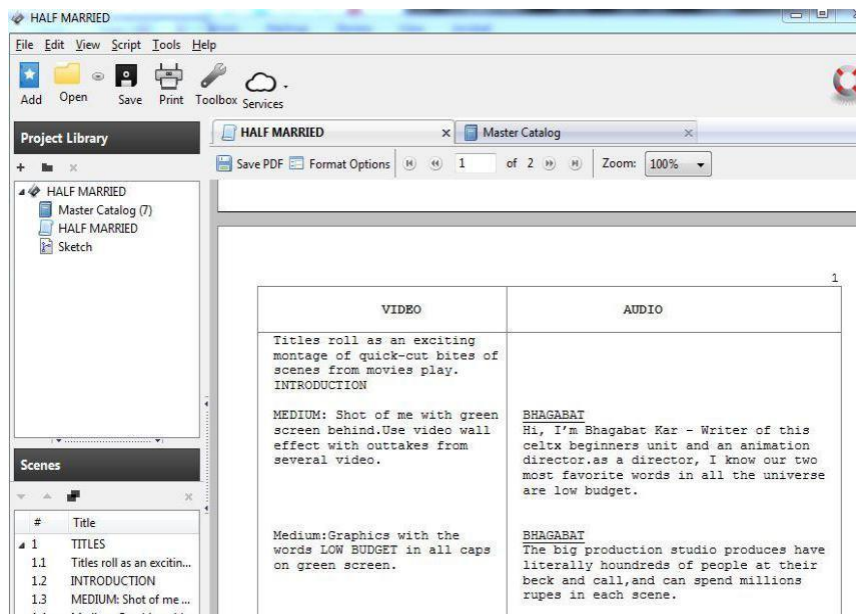 HALF MARRIED
File Edit View Script Tools Help
Add Open Save Print Toolbox Services
Project Library
HALF MARRIED
Master Catalog (7)
HALF MARRIED
Sketch
Scenes
# Title
1 TITLES
1.1 Titles roll as an excitin...
1.2 INTRODUCTION
1.3 MEDIUM: Shot of me ...
HALF MARRIED x Master Catalog x
Save PDF Format Options 1 of 2 Zoom: 100%
1
VIDEO
AUDIO
Titles roll as an exciting
montage of quick-cut bites of
scenes from movies play.
INTRODUCTION
MEDIUM: Shot of me with green
screen behind.Use video wall
effect with outtakes from
several video.
BHAGABAT
Hi, I'm Bhagabat Kar - Writer of this
celtx beginners unit and an animation
director.as a director, I know our two
most favorite words in all the universe
are low budget.
Medium:Graphics with the
words LOW BUDGET in all caps
on green screen.
BHAGABAT
The big production studio produces have
literally houndreds of people at their
beck and call,and can spend millions
rupes in each scene.